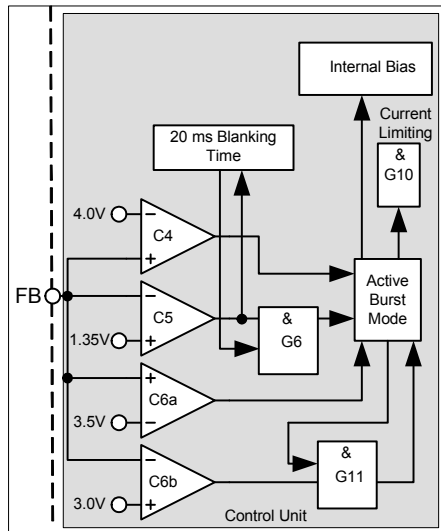 Internal Bias
Current
Limiting
20 ms Blanking
Time
&
G10
4.0V
−
C4
+
FB
−
C5
1.35V
+
&
G6
Active
Burst
Mode
+
C6a
3.5V
−
−
C6b
3.0V
+
&
G11
Control Unit